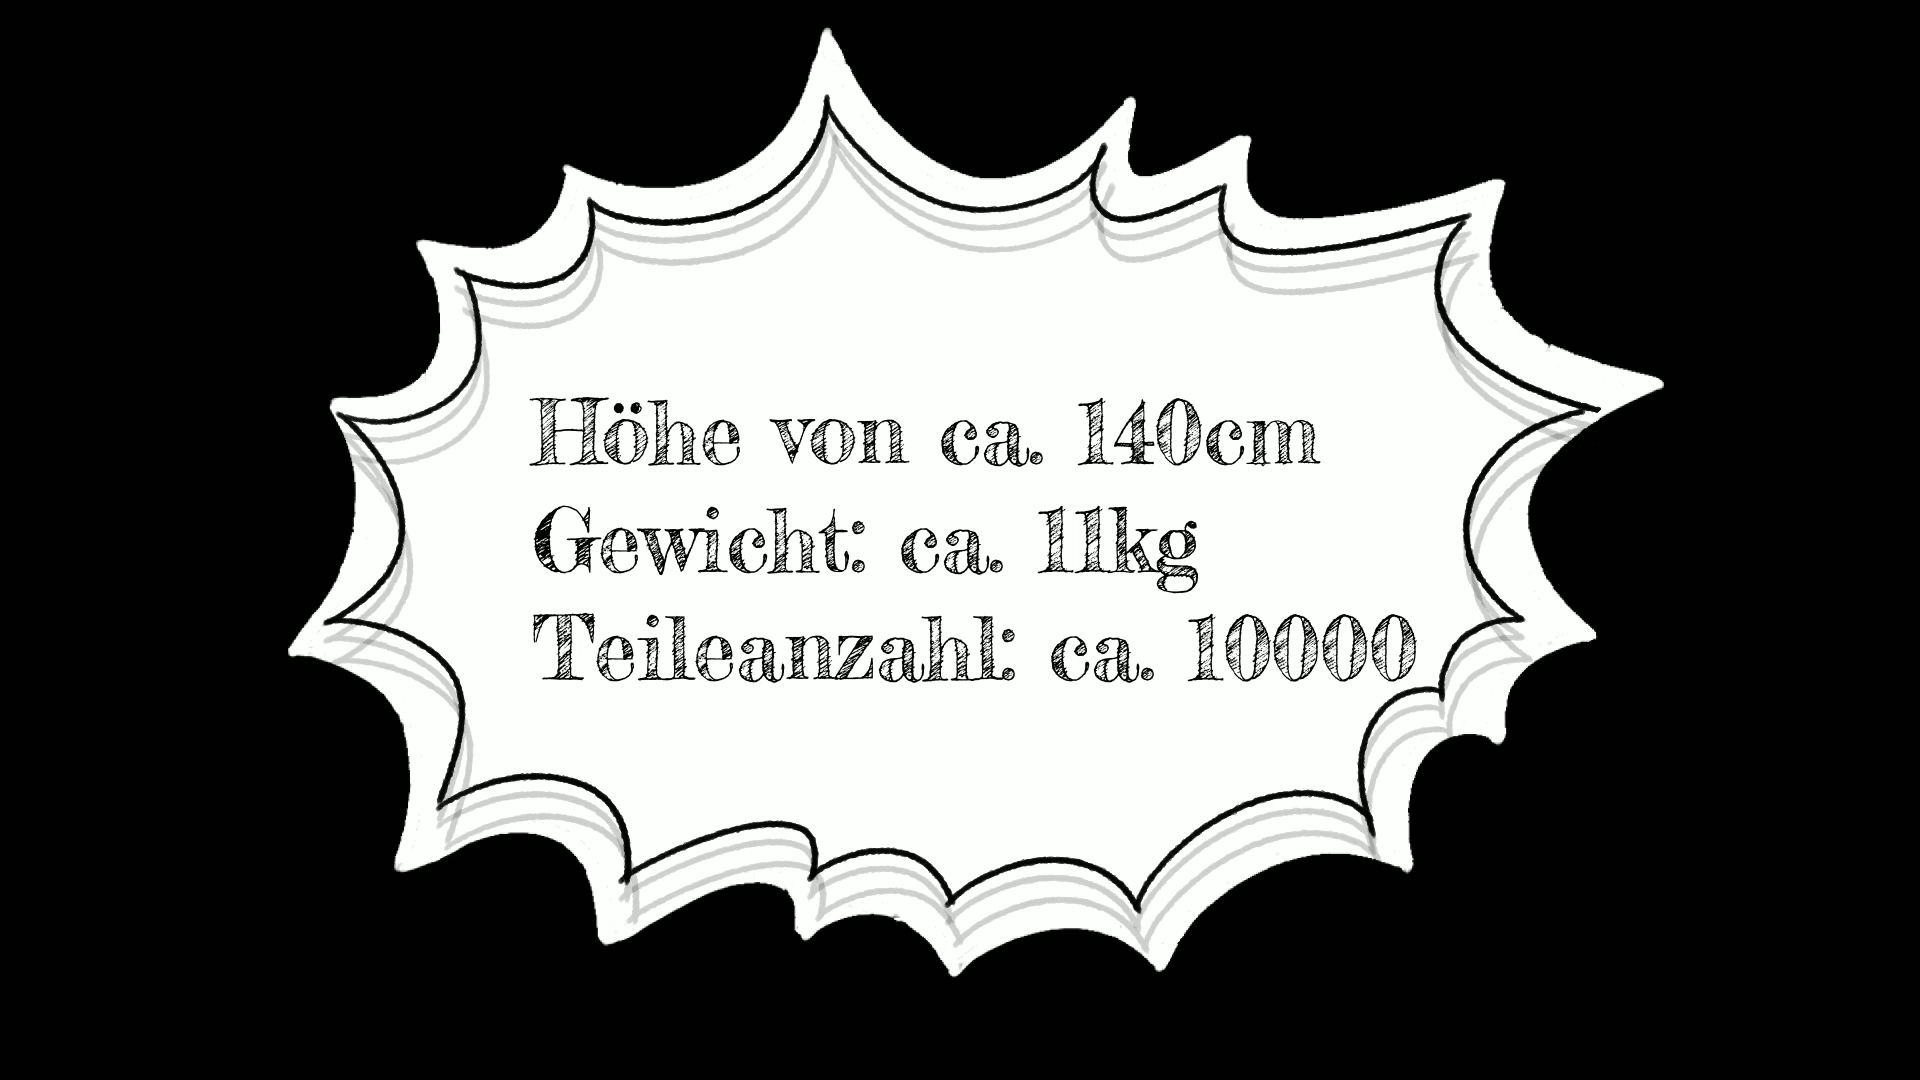 Höhe von ca. 140cm
Gewicht: ca. 11kg
Teileanzahl: ca. 10000